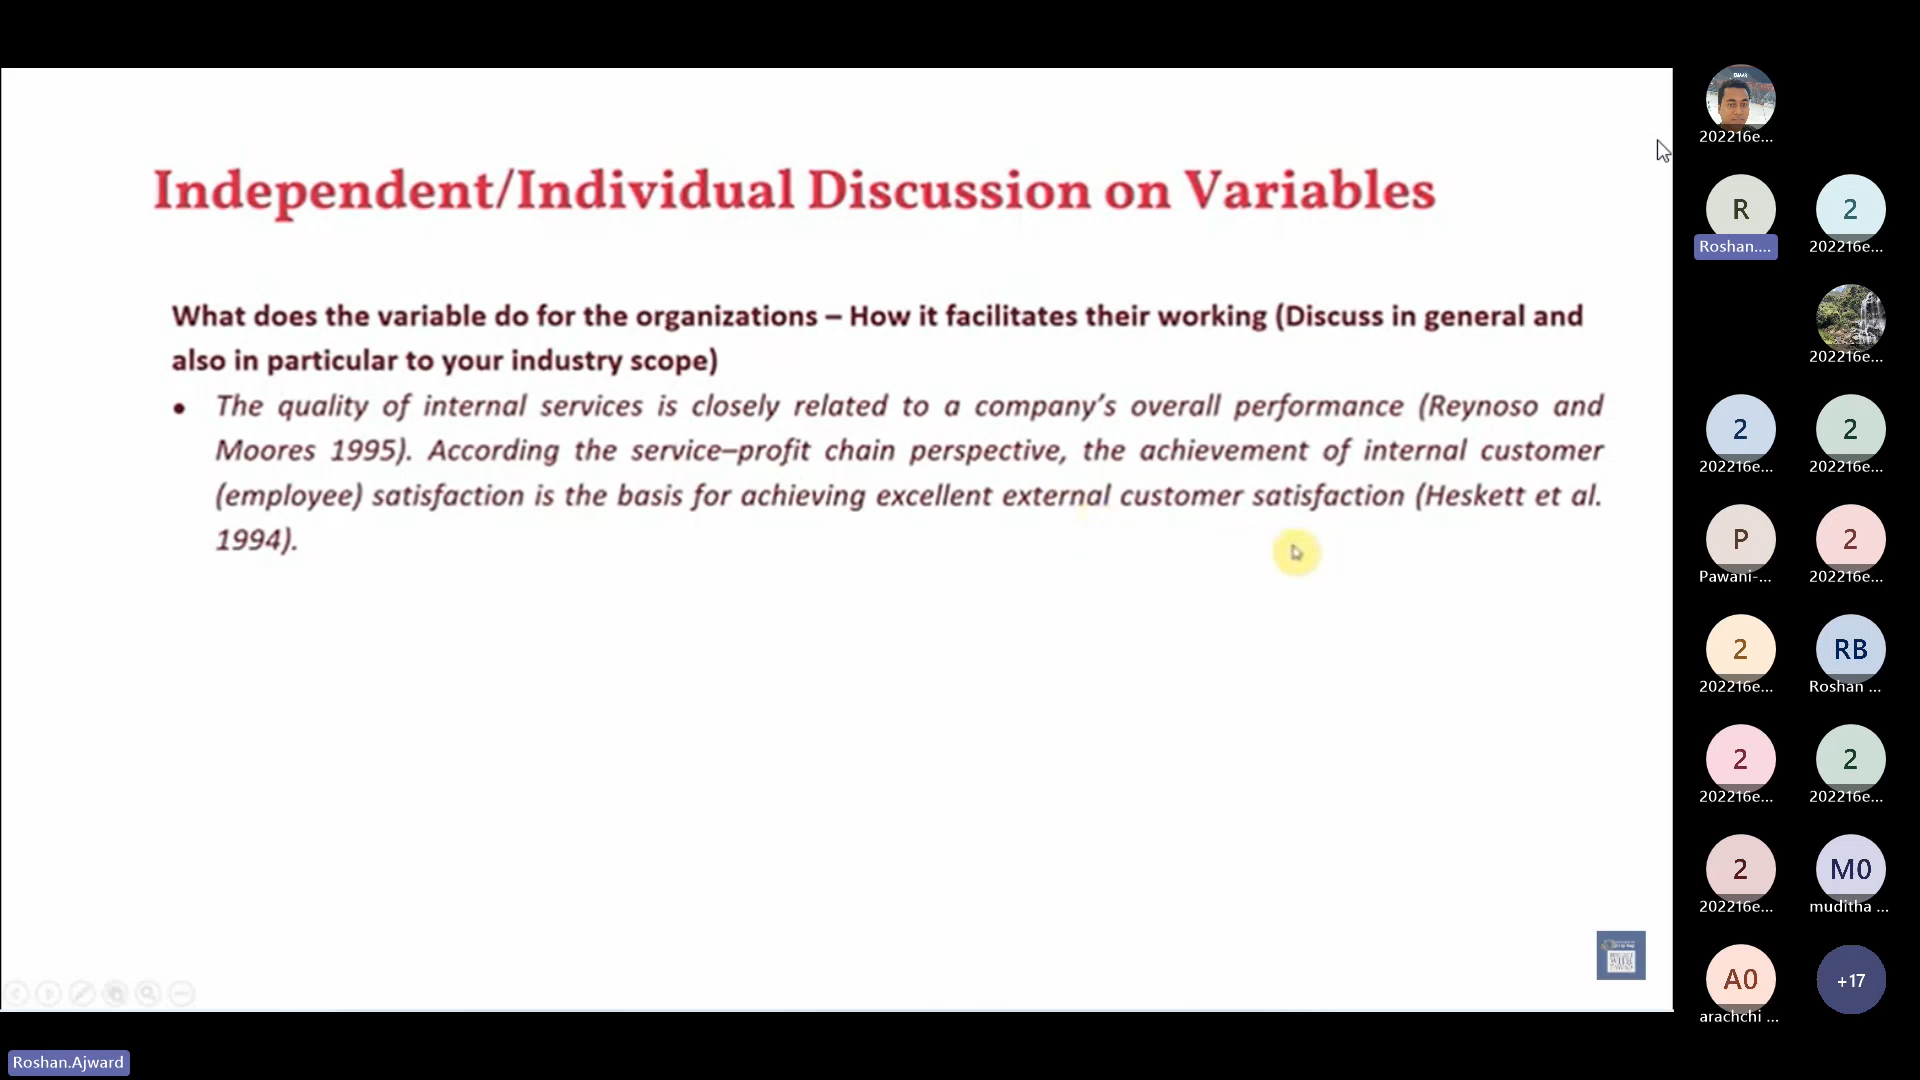 Independent/Individual Discussion on Variables
What does the variable do for the organizations – How it facilitates their working (Discuss in general and
also in particular to your industry scope)
• The quality of internal services is closely related to a company's overall performance (Reynoso and
Moores 1995). According the service–profit chain perspective, the achievement of internal customer
(employee) satisfaction is the basis for achieving excellent external customer satisfaction (Heskett et al.
1994).
202216e...
R
Roshan....
2
202216e...
202216e...
2
202216e...
2
202216e...
P
Pawani-...
2
202216e...
2
202216e...
RB
Roshan ...
2
202216e...
2
202216e...
2
202216e...
M0
muditha ...
A0
arachchi ...
+17
Roshan.Ajward